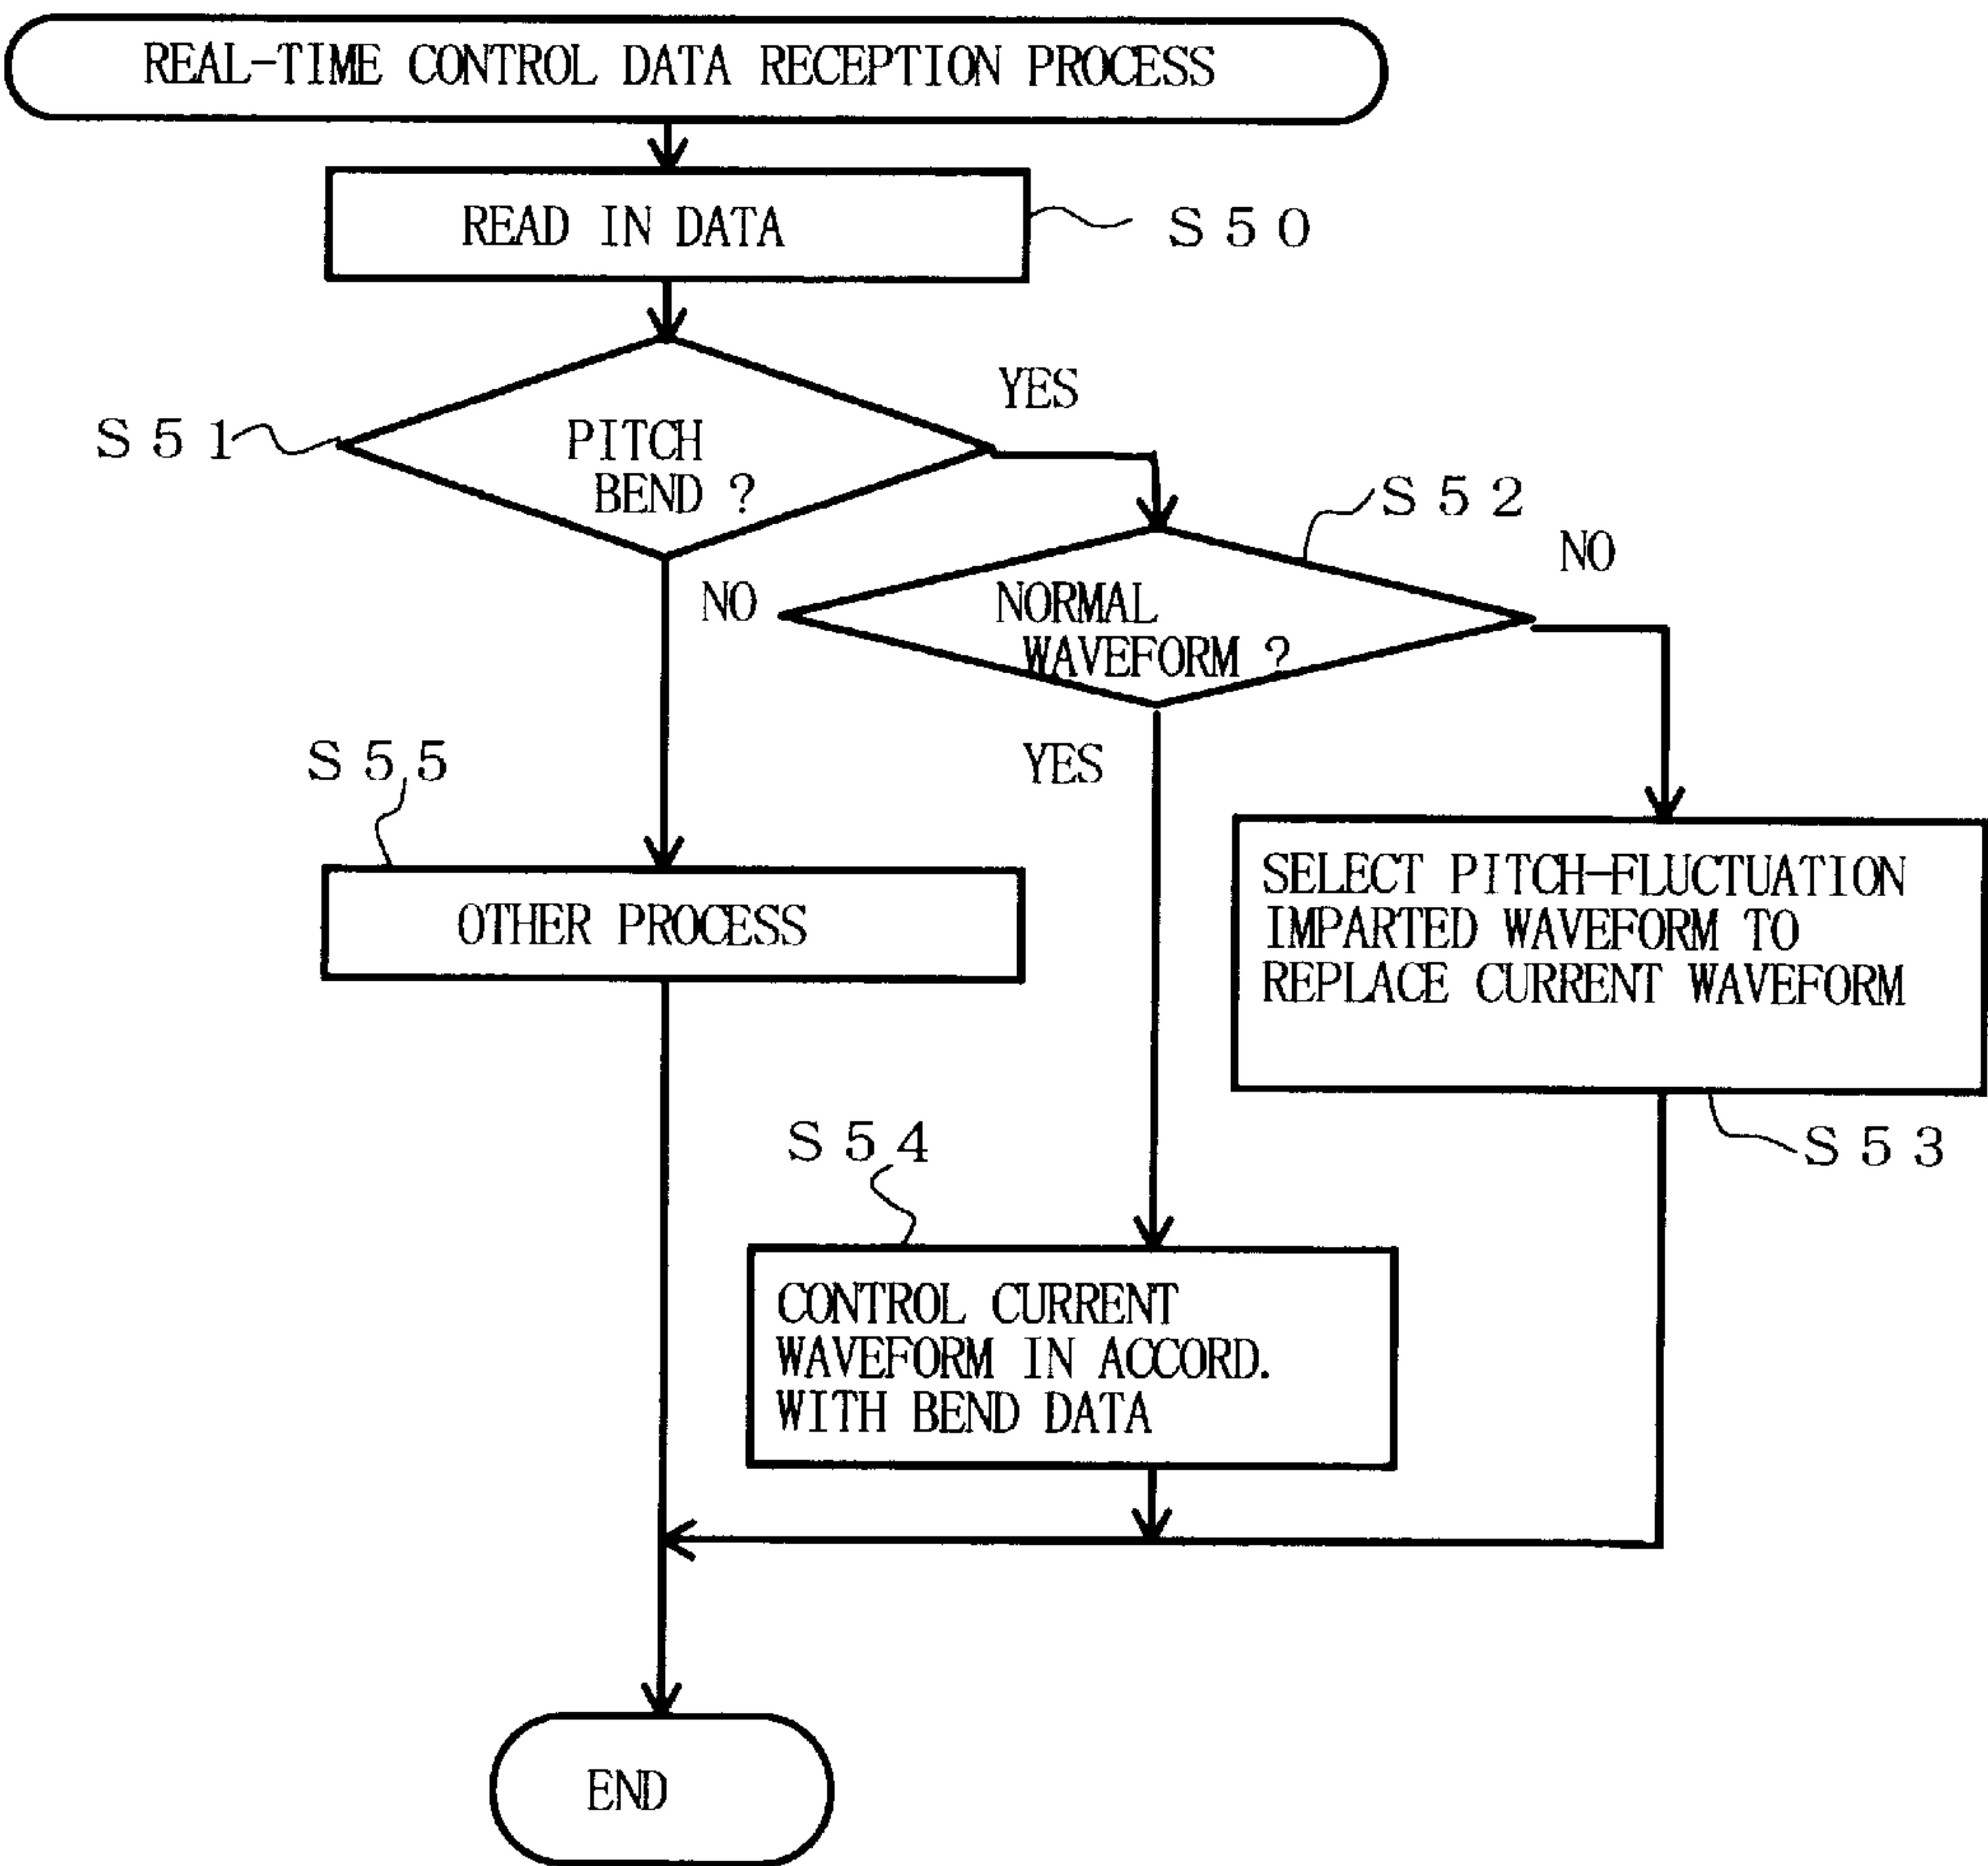 REAL-TIME CONTROL DATA RECEPTION PROCESS
READ IN DATA
S50
S51
PITCH
BEND ?
YES
S52
NO
NO
NORMAL
WAVEFORM ?
YES
S55
OTHER PROCESS
SELECT PITCH-FLUCTUATION
IMPARTED WAVEFORM TO
REPLACE CURRENT WAVEFORM
S53
S54
CONTROL CURRENT
WAVEFORM IN ACCORD.
WITH BEND DATA
END